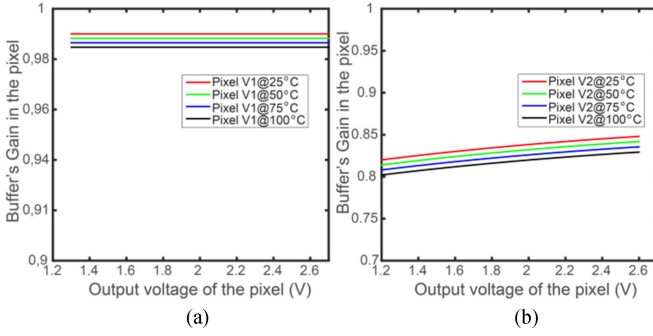 1
0,98
0,96
0,94
0,91
0,9
Buffer's Gain in the pixel
Pixel V1@25°C
Pixel V1@50°C
Pixel V1@75°C
Pixel V1@100°C
1.2 1.4 1.6 1.8 2 2.2 2.4 2.6
Output voltage of the pixel (V)
(a)
1
0.95
0.9
0.85
0.8
0.75
0.7
Buffer's Gain in the pixel
Pixel V2@25°C
Pixel V2@50°C
Pixel V2@75°C
Pixel V2@100°C
1.2 1.4 1.6 1.8 2 2.2 2.4 2.6
Output voltage of the pixel (V)
(b)